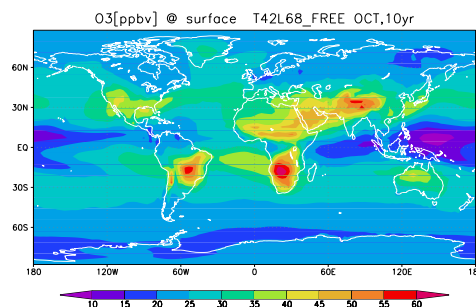 O3[ppbv] @ surface T42L68_FREE OCT,10yr
60N
30N
EQ
30S
60S
180 120W 60W 0 60E 120E 180
10 15 20 25 30 35 40 45 50 55 60